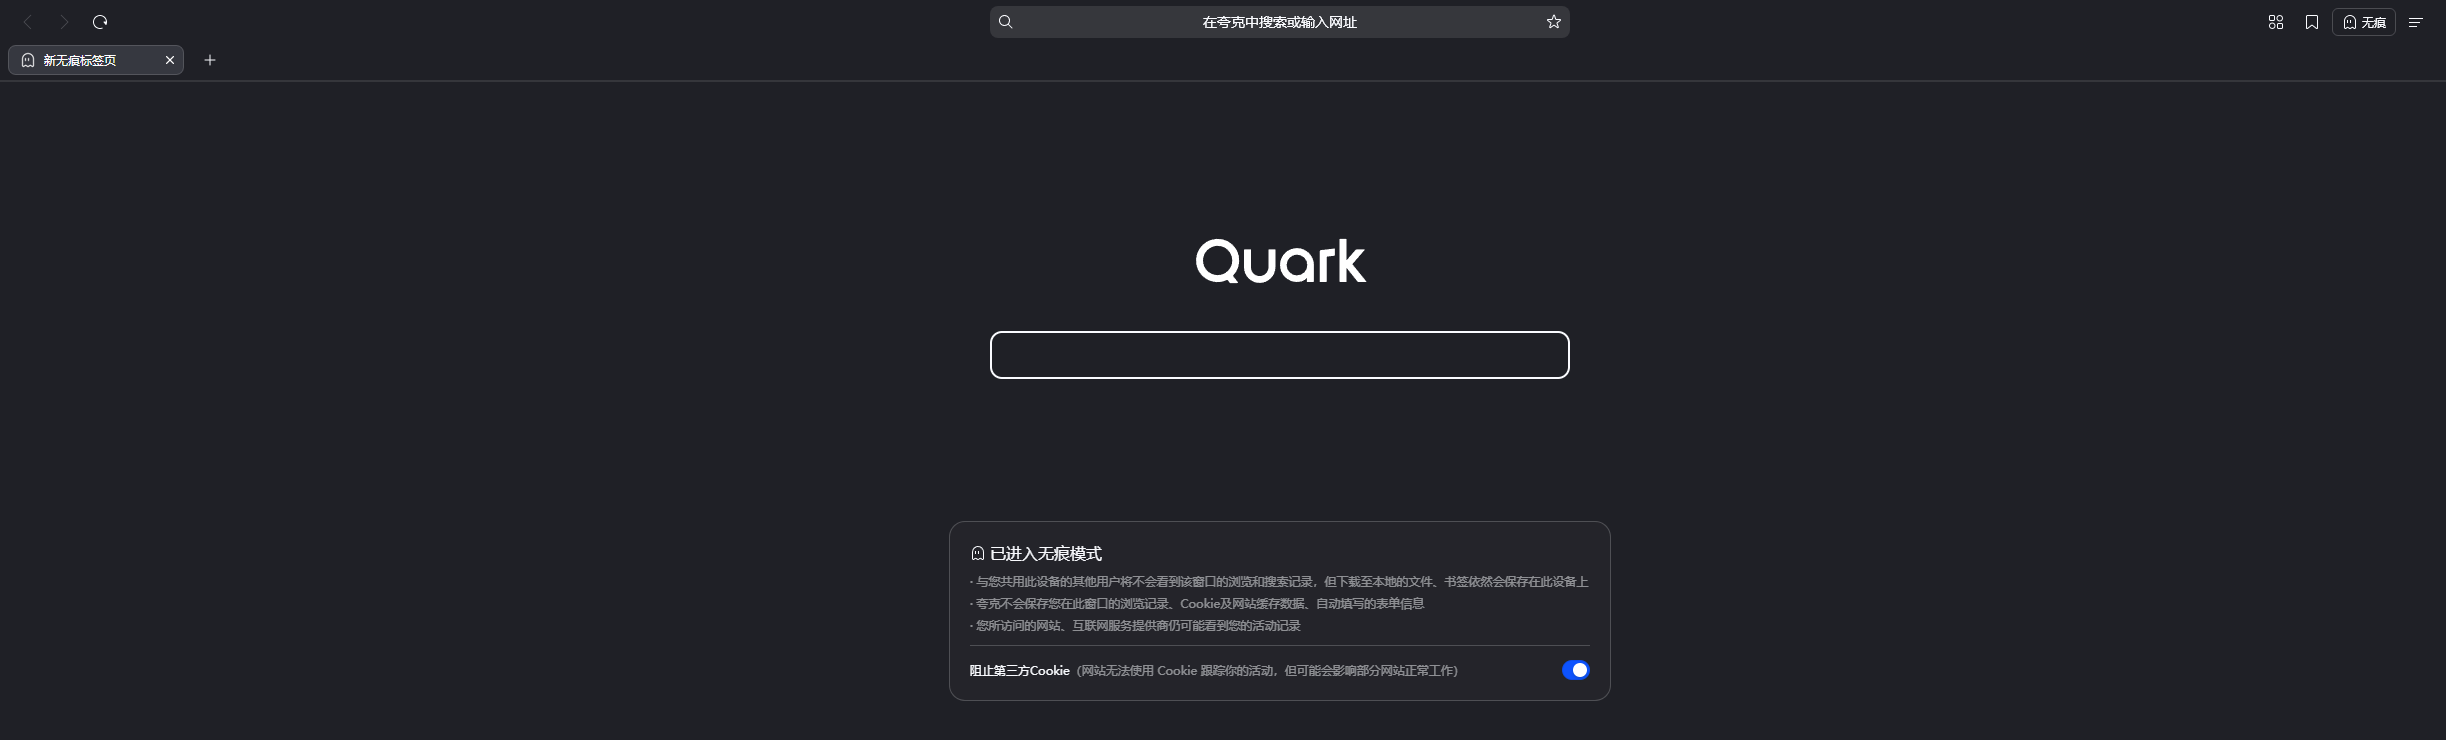 在夸克中搜索或输入网址
无痕
新无痕标签页
Quark
已进入无痕模式
· 与您共用此设备的其他用户将不会看到该窗口的浏览和搜索记录，但下载至本地的文件、书签依然会保存在此设备上
· 夸克不会保存您在此窗口的浏览记录、Cookie及网站缓存数据、自动填写的表单信息
· 您所访问的网站、互联网服务提供商仍可能看到您的活动记录
阻止第三方Cookie（网站无法使用 Cookie 跟踪你的活动，但可能会影响部分网站正常工作）